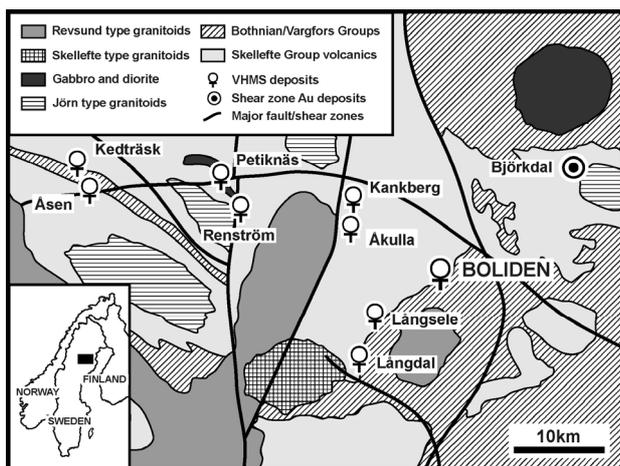 Revsund type granitoids
Skellefte type granitoids
Gabbro and diorite
Jörn type granitoids
Bothnian/Vargfors Groups
Skellefte Group volcanics
VHMS deposits
Shear zone Au deposits
Major fault/shear zones
Kedträsk
Petiknäs
Björkdal
Åsen
Kankberg
Renström
Åkulla
BOLIDEN
Långsele
Långdal
FINLAND
NORWAY
SWEDEN
10km